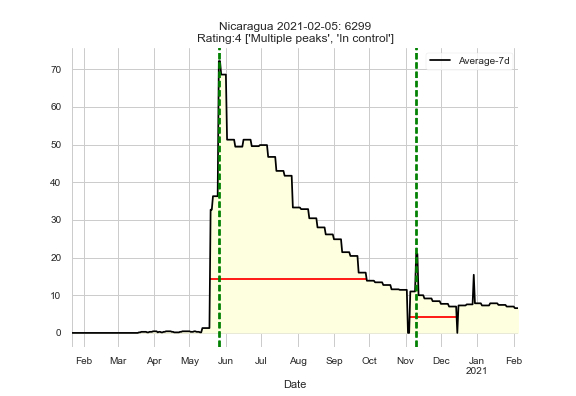 Nicaragua 2021-02-05: 6299
Rating:4 ['Multiple peaks', 'In control']
Average-7d
70
60
50
40
30
20
10
0
Feb Mar Apr May Jun Jul Aug Sep Oct Nov Dec Jan Feb
2021
Date